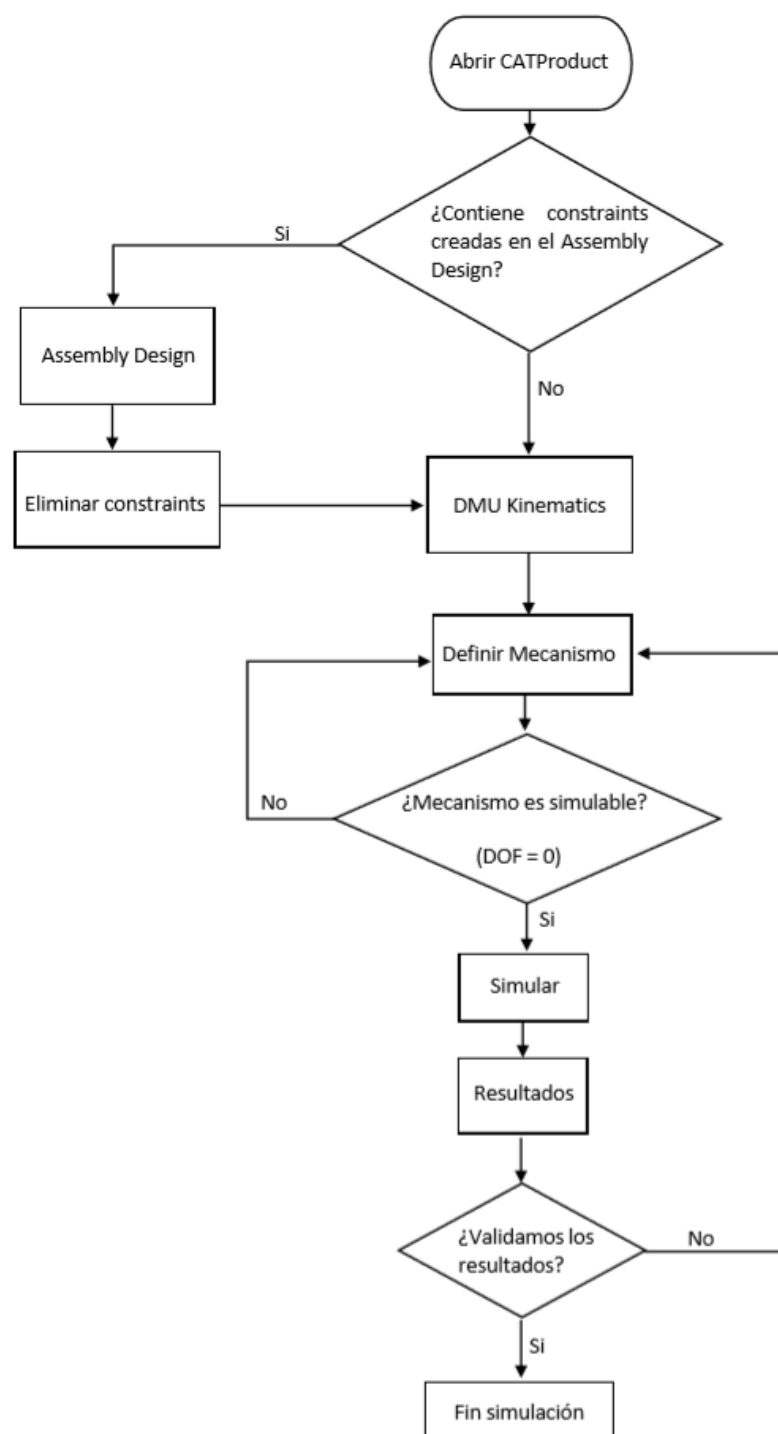 Abrir CATProduct
¿Contiene constraints
creadas en el Assembly
Design?
Si
Assembly Design
No
Eliminar constraints
DMU Kinematics
Definir Mecanismo
No
¿Mecanismo es simulable?
(DOF = 0)
Si
Simular
Resultados
¿Validamos los
resultados?
No
Si
Fin simulación